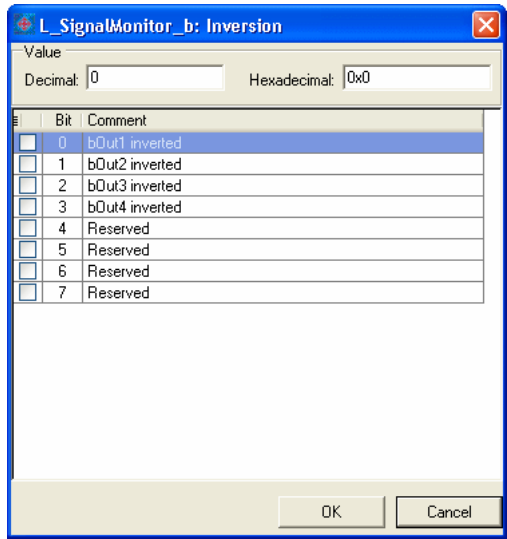 L_SignalMonitor_b: Inversion
Value
Decimal: 0 Hexadecimal: 0x0
Bit Comment
0 bOut1 inverted
1 bOut2 inverted
2 bOut3 inverted
3 bOut4 inverted
4 Reserved
5 Reserved
6 Reserved
7 Reserved
OK Cancel